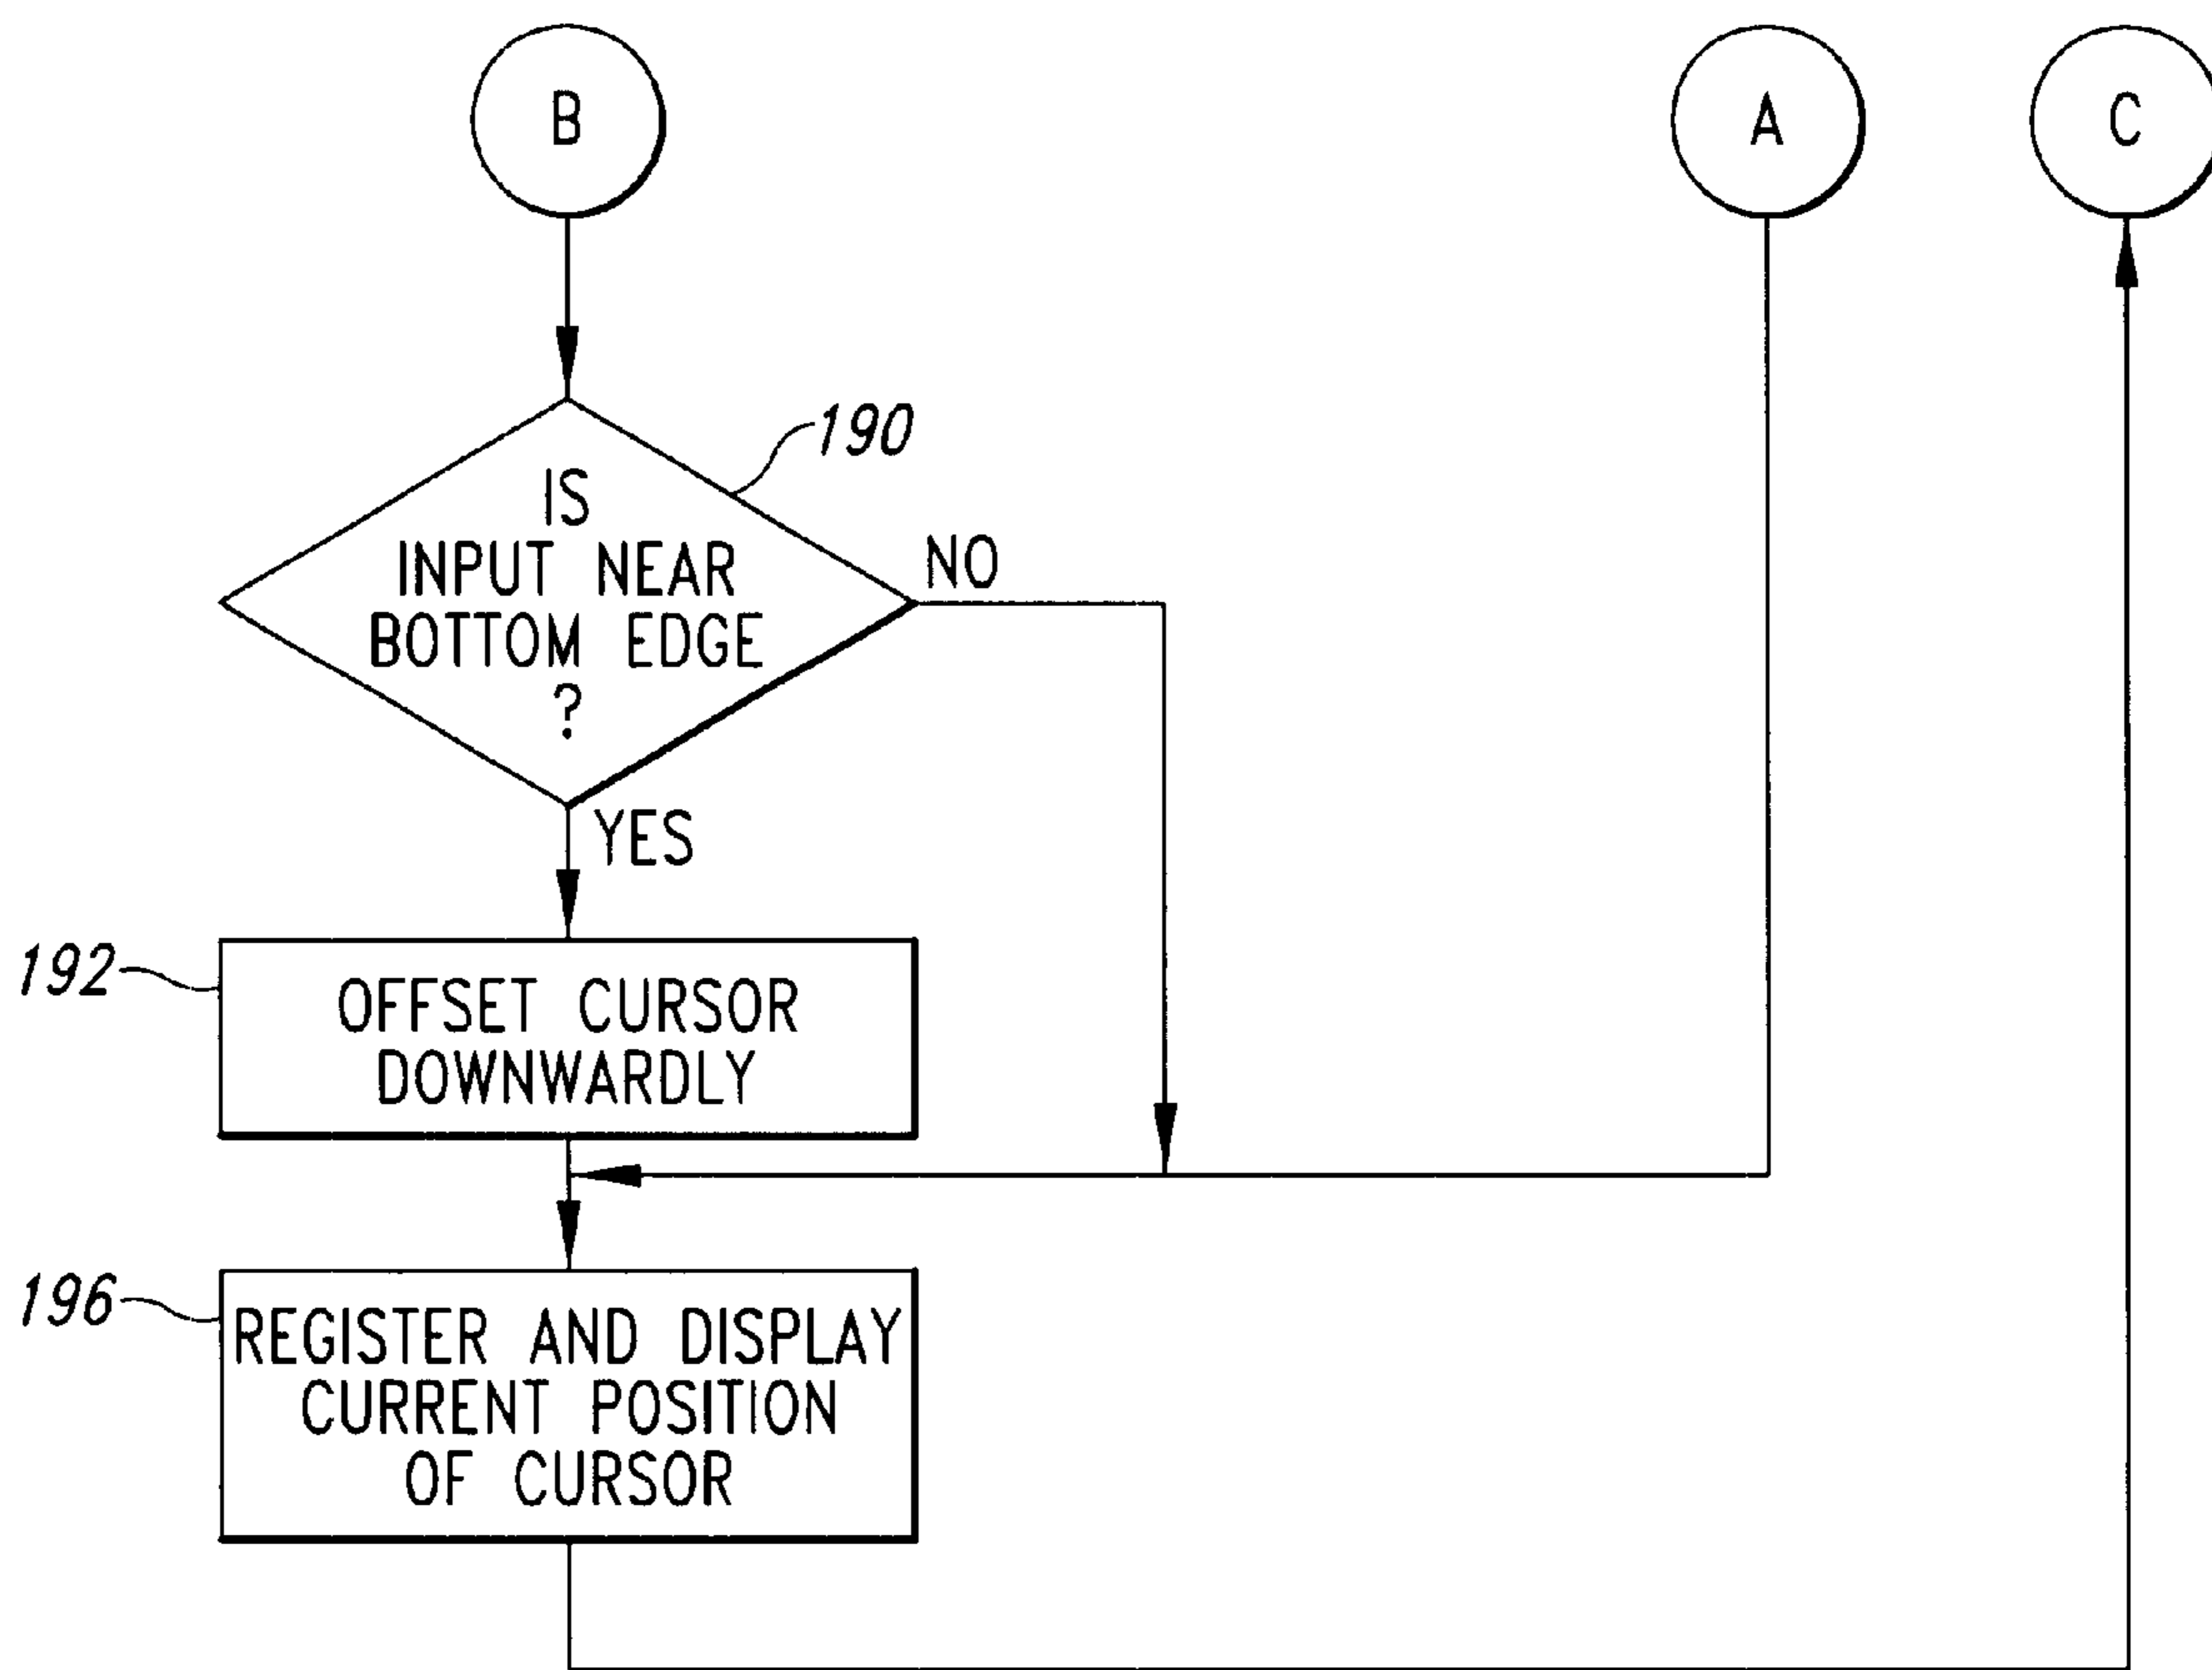 B
A
C
190
IS
INPUT NEAR
BOTTOM EDGE
?
NO
YES
192
OFFSET CURSOR
DOWNWARDLY
196
REGISTER AND DISPLAY
CURRENT POSITION
OF CURSOR